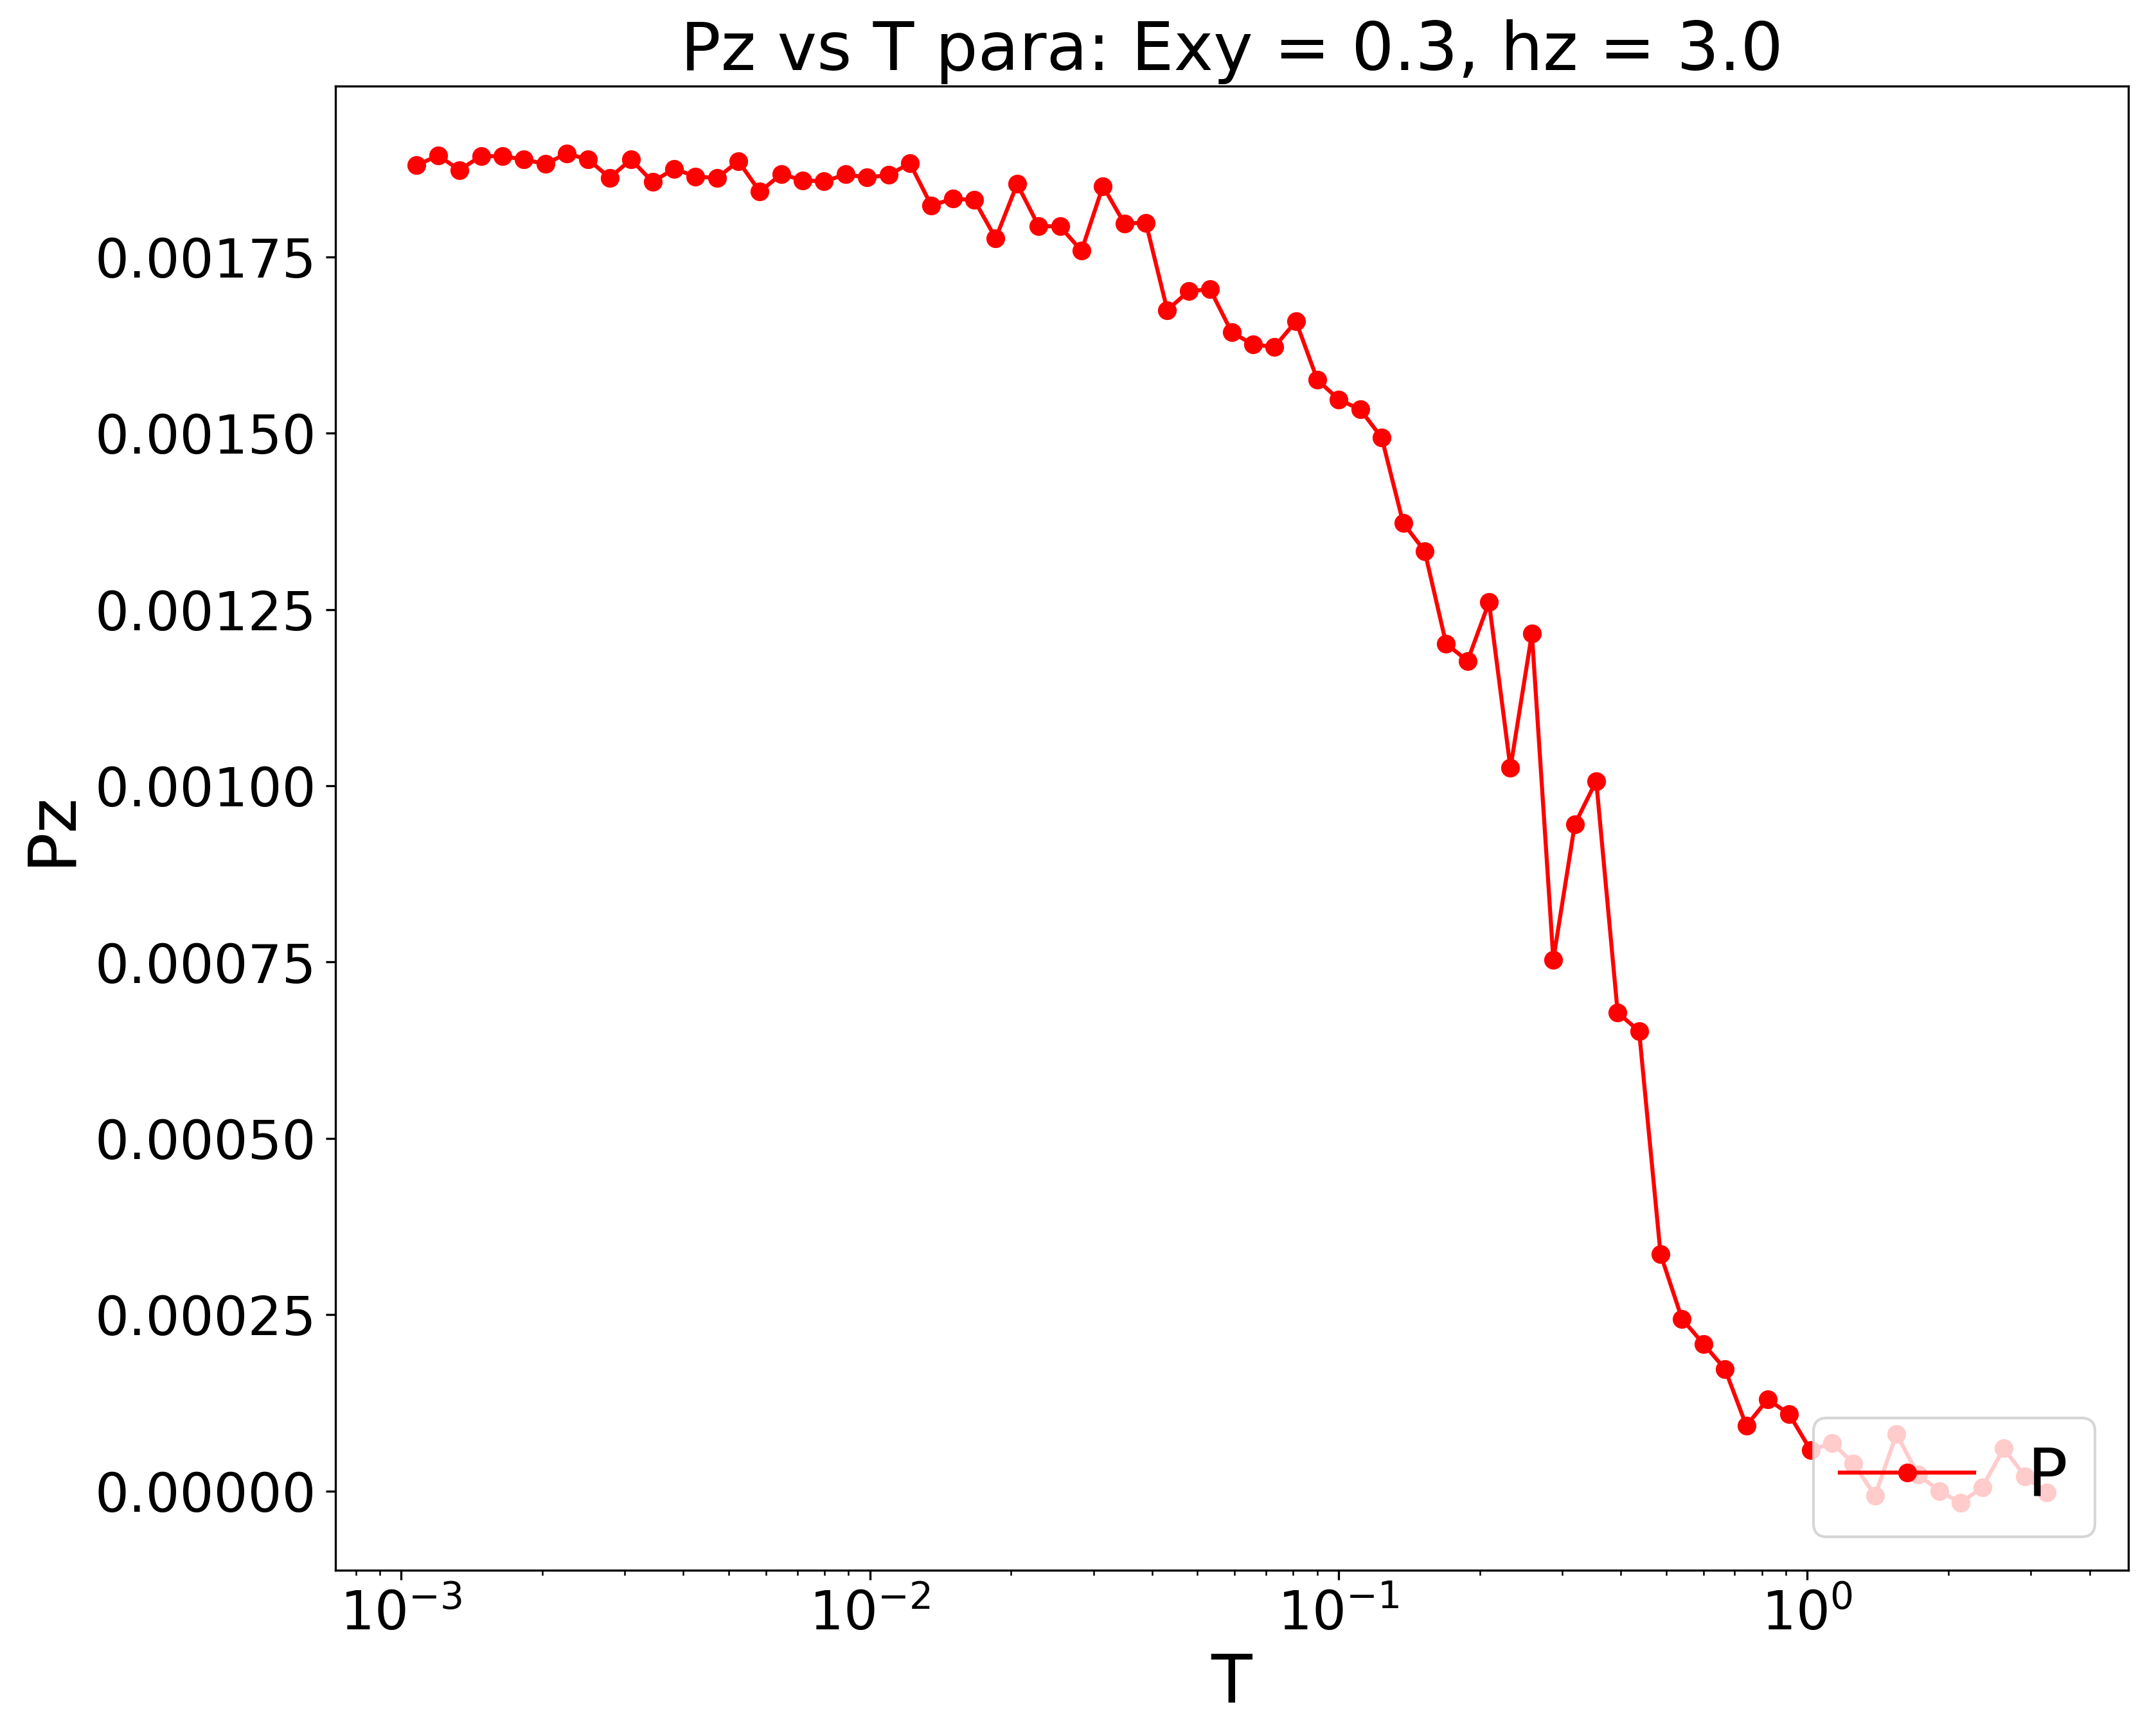 Pz vs T para: Exy = 0.3, hz = 3.0
Pz
0.00175
0.00150
0.00125
0.00100
0.00075
0.00050
0.00025
0.00000
P
10⁻³ 10⁻² 10⁻¹ 10⁰
T